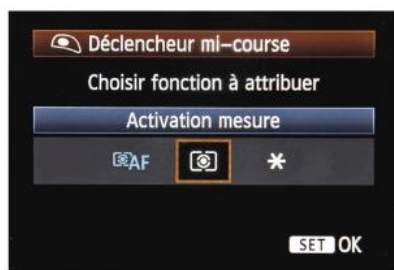 Déclencheur mi-course
Choisir fonction à attribuer
Activation mesure
AF *
SET OK